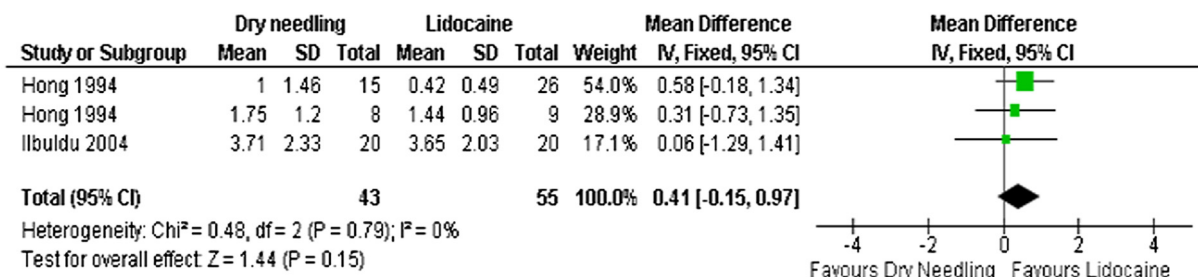 Dry needling Lidocaine Mean Difference Mean Difference
Study or Subgroup Mean SD Total Mean SD Total Weight IV, Fixed, 95% CI IV, Fixed, 95% CI
Hong 1994 1 1.46 15 0.42 0.49 26 54.0% 0.58 [-0.18, 1.34]
Hong 1994 1.75 1.2 8 1.44 0.96 9 28.9% 0.31 [-0.73, 1.35]
Ilbuldu 2004 3.71 2.33 20 3.65 2.03 20 17.1% 0.06 [-1.29, 1.41]
Total (95% CI) 43 55 100.0% 0.41 [-0.15, 0.97]
Heterogeneity: Chi² = 0.48, df = 2 (P = 0.79); I² = 0%
Test for overall effect: Z = 1.44 (P = 0.15)
-4 -2 0 2 4
Favours Dry Needling Favours Lidocaine